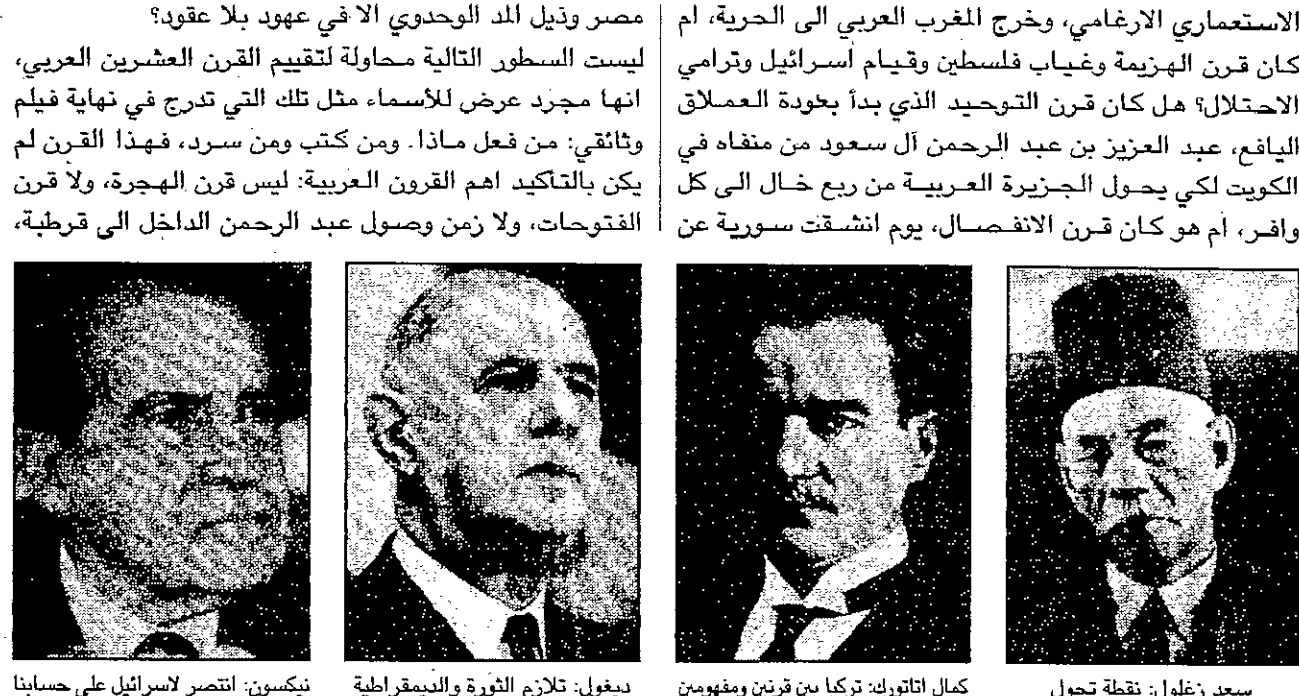 الاستعماري الارغامي، وخرج المغرب العربي الى الحرية، ام
كان قرن الهزيمة وغياب فلسطين وقيام اسرائيل وترامي
الاحتلال؟ هل كان قرن التوحيد الذي بدأ بعودة العملاق
اليافع، عبد العزيز بن عبد الرحمن آل سعود من منفاه في
الكويت لكي يحول الجزيرة العربية من ربع خال الى كل
وافر، أم هو كان قرن الانفصال، يوم انشقت سورية عن
مصر وذيل المد الوحدوي الا في عهود بلا عقود؟
ليست السطور التالية محاولة لتقييم القرن العشرين العربي،
انها مجرد عرض للأسماء مثل تلك التي تدرج في نهاية فيلم
وثائقي: من فعل ماذا. ومن كتب ومن سرد، فهذا القرن لم
يكن بالتأكيد اهم القرون العربية: ليس قرن الهجرة، ولا قرن
الفتوحات، ولا زمن وصول عبد الرحمن الداخل الى قرطبة،
سعد زغلول: نقطة تحول
كمال اتاتورك: تركيا بين قرنين ومفهومين
ديغول: تلازم الثورة والديمقراطية
نيكسون: انتصر لاسرائيل على حسابنا